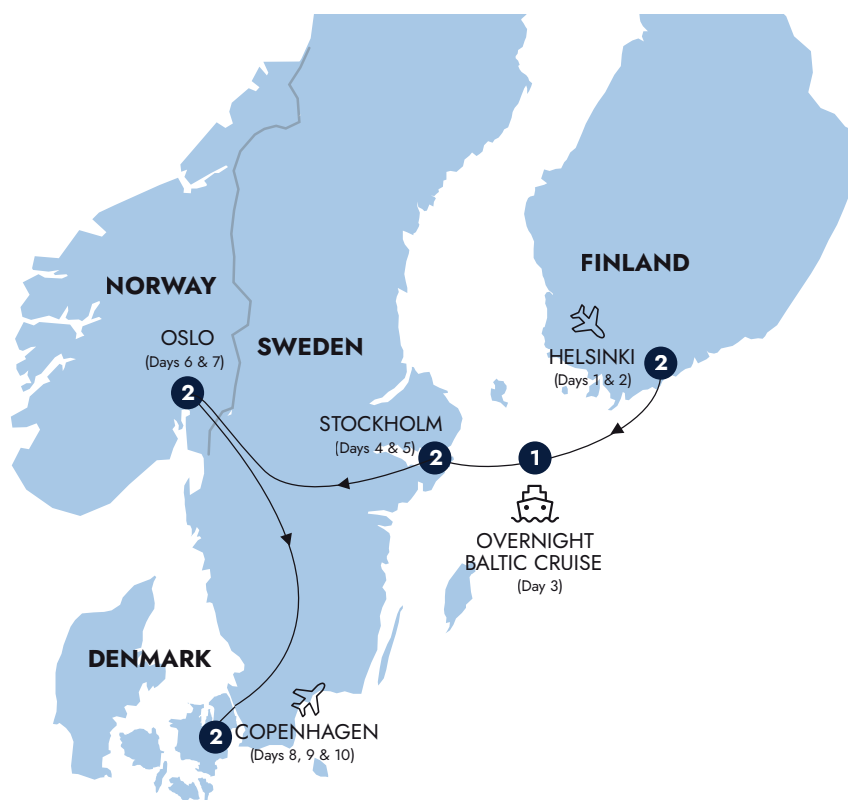 FINLAND
NORWAY
OSLO
(Days 6 & 7)
2
SWEDEN
HELSINKI
(Days 1 & 2)
2
STOCKHOLM
(Days 4 & 5)
2
1
OVERNIGHT
BALTIC CRUISE
(Day 3)
DENMARK
2
COPENHAGEN
(Days 8, 9 & 10)